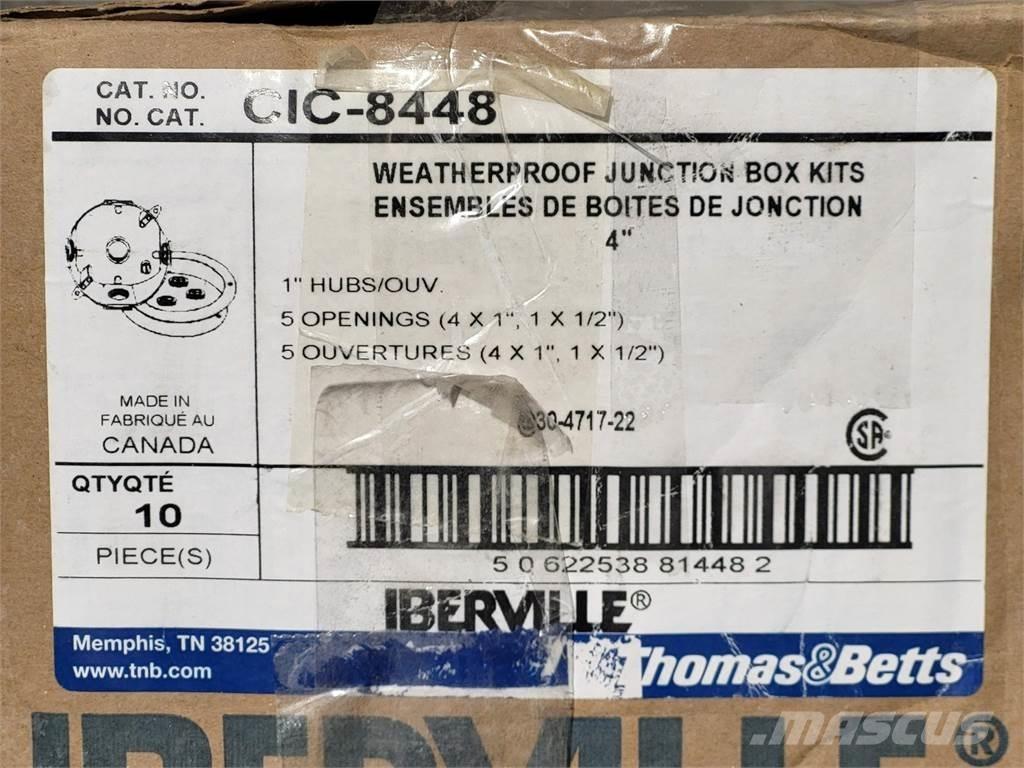 CAT. NO.
NO. CAT.
CIC-8448
WEATHERPROOF JUNCTION BOX KITS
ENSEMBLES DE BOITES DE JONCTION
4"
1" HUBS/OUV.
5 OPENINGS (4 X 1", 1 X 1/2")
5 OUVERTURES (4 X 1", 1 X 1/2")
30-4717-22
MADE IN
FABRIQUÉ AU
CANADA
CSA
QTYQTÉ
10
PIECE(S)
5 0 622538 81448 2
IBERVILLE®
Memphis, TN 38125
www.tnb.com
Thomas&Betts
IBERVILLE®
MASCUS